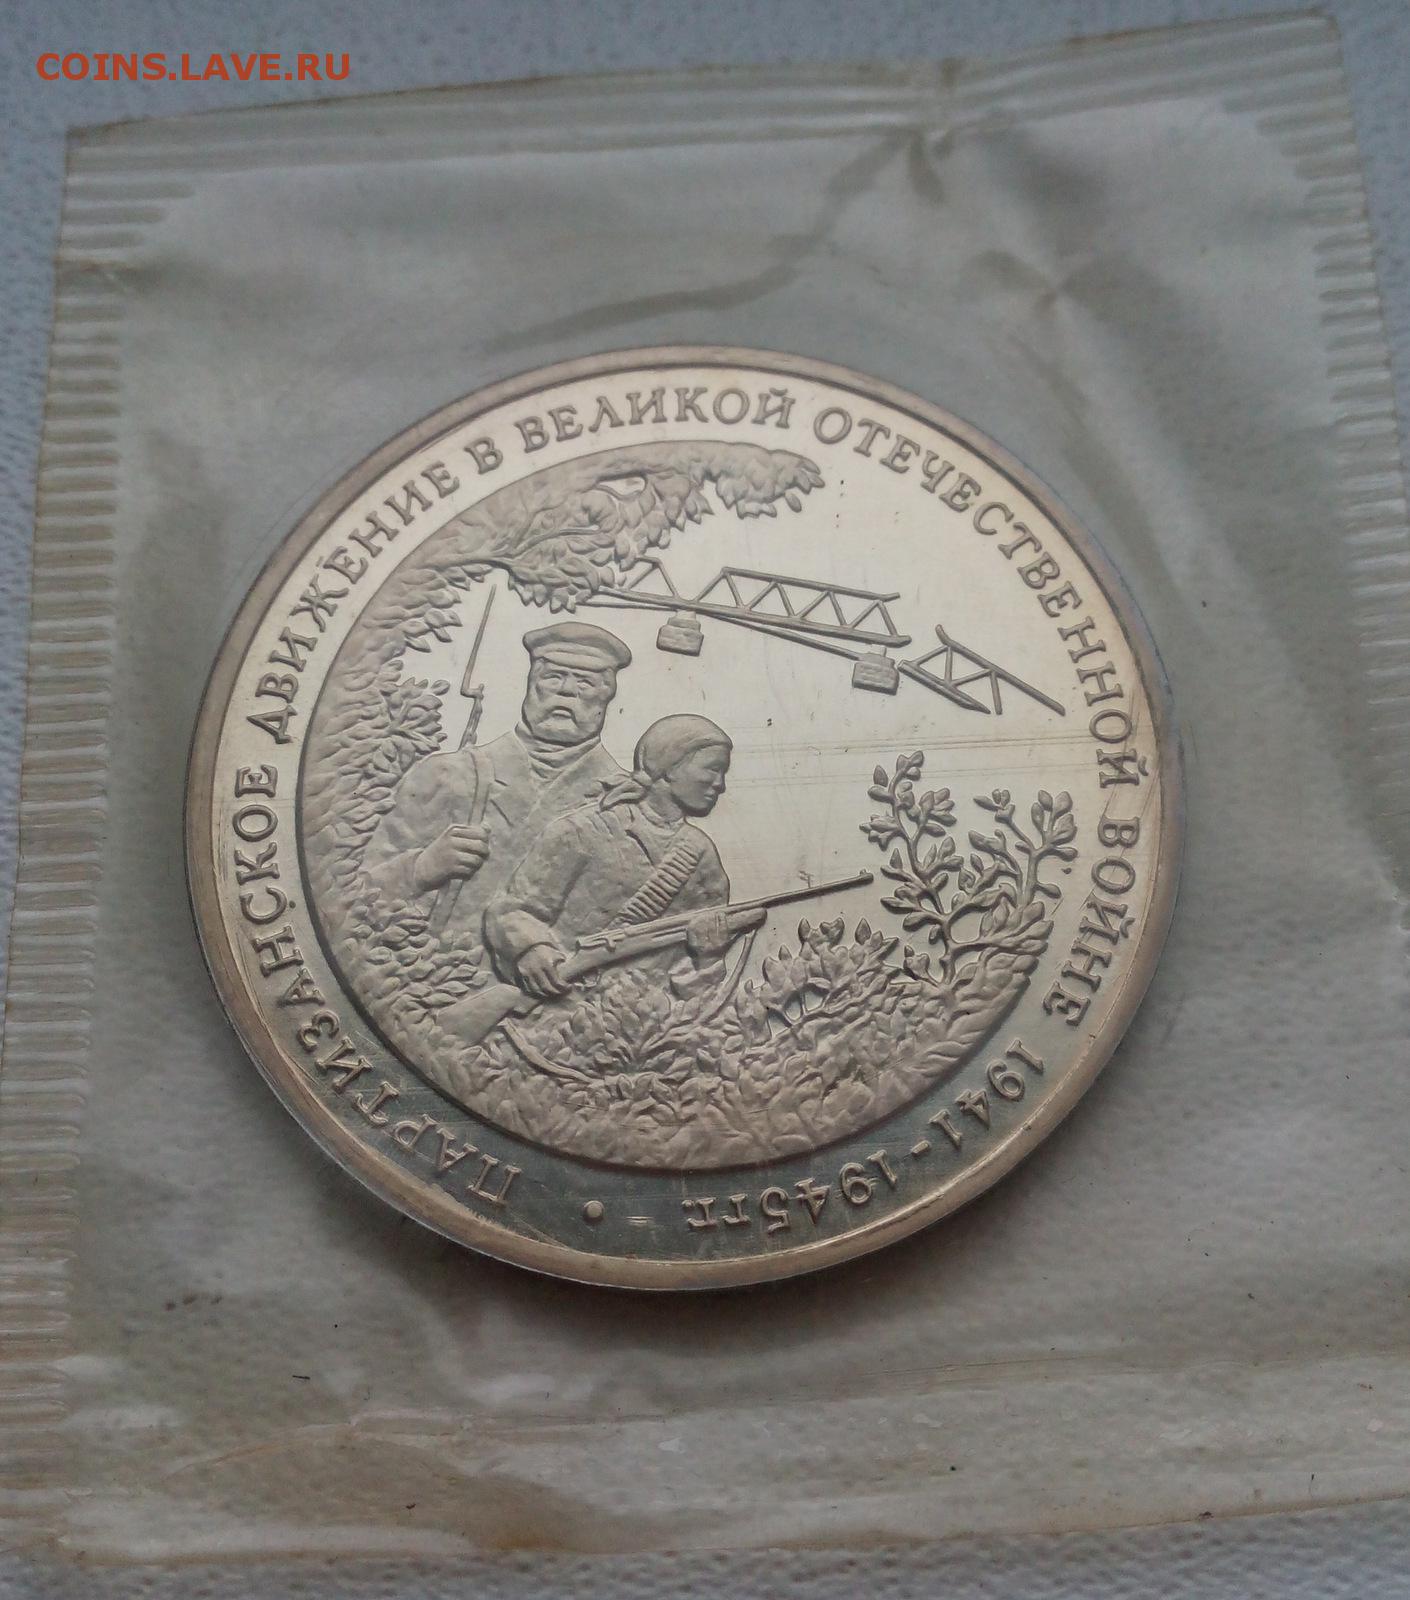 COINS.LAVE.RU
ПАРТИЗАНСКОЕ ДВИЖЕНИЕ В ВЕЛИКОЙ ОТЕЧЕСТВЕННОЙ ВОЙНЕ 1941-1945гг. •